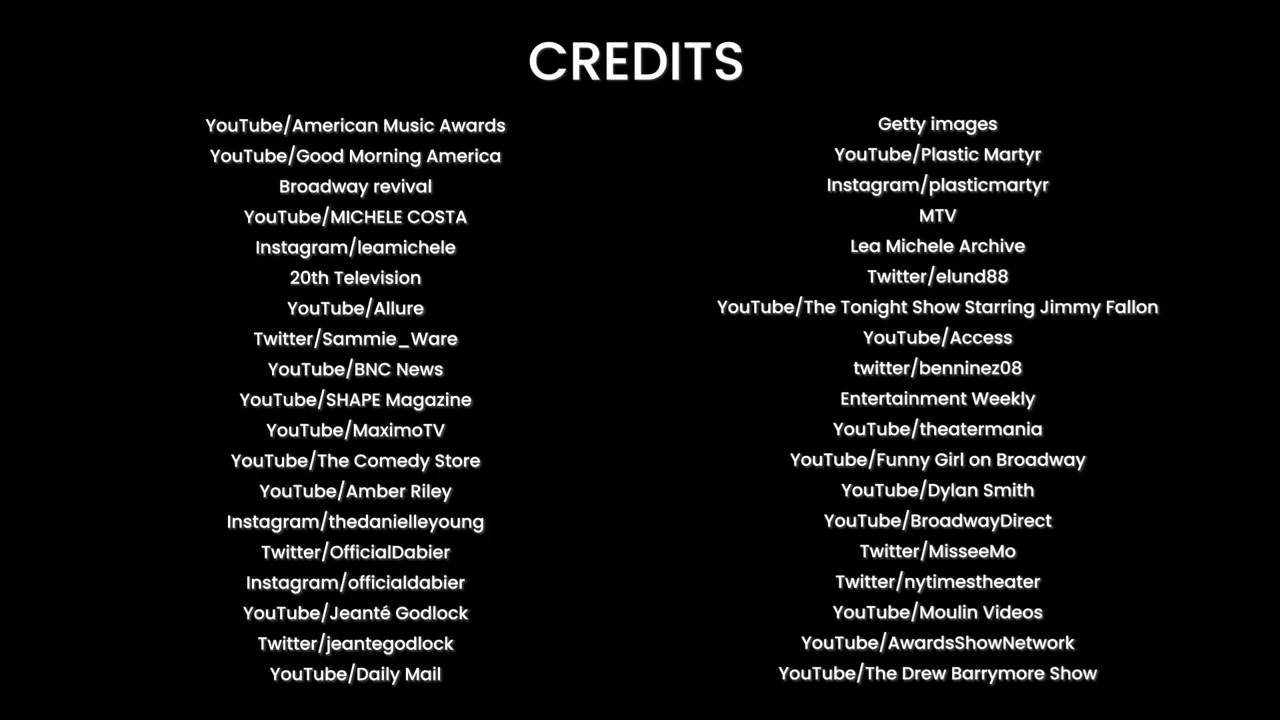 CREDITS
YouTube/American Music Awards
YouTube/Good Morning America
Broadway revival
YouTube/MICHELE COSTA
Instagram/leamichele
20th Television
YouTube/Allure
Twitter/Sammie_Ware
YouTube/BNC News
YouTube/SHAPE Magazine
YouTube/MaximoTV
YouTube/The Comedy Store
YouTube/Amber Riley
Instagram/thedanielleyoung
Twitter/OfficialDabier
Instagram/officialdabier
YouTube/Jeanté Godlock
Twitter/jeantegodlock
YouTube/Daily Mail
Getty images
YouTube/Plastic Martyr
Instagram/plasticmartyr
MTV
Lea Michele Archive
Twitter/elund88
YouTube/The Tonight Show Starring Jimmy Fallon
YouTube/Access
twitter/benninez08
Entertainment Weekly
YouTube/theatermania
YouTube/Funny Girl on Broadway
YouTube/Dylan Smith
YouTube/BroadwayDirect
Twitter/MisseeMo
Twitter/nytimestheater
YouTube/Moulin Videos
YouTube/AwardsShowNetwork
YouTube/The Drew Barrymore Show